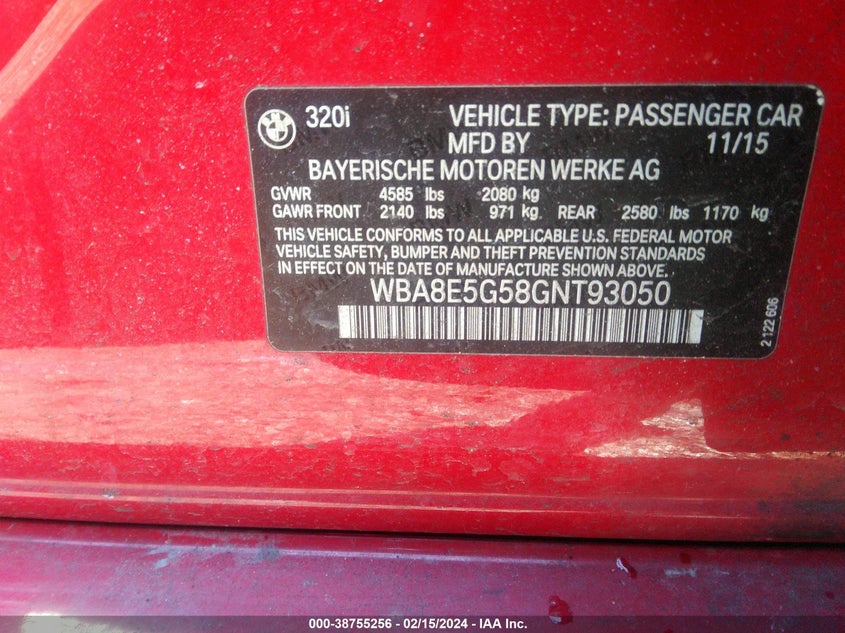 320i VEHICLE TYPE: PASSENGER CAR
MFD BY 11/15
BAYERISCHE MOTOREN WERKE AG
GVWR 4585 lbs 2080 kg
GAWR FRONT 2140 lbs 971 kg REAR 2580 lbs 1170 kg
THIS VEHICLE CONFORMS TO ALL APPLICABLE U.S. FEDERAL MOTOR
VEHICLE SAFETY, BUMPER AND THEFT PREVENTION STANDARDS
IN EFFECT ON THE DATE OF MANUFACTURE SHOWN ABOVE.
WBA8E5G58GNT93050
2 122 606
000-38755256 - 02/15/2024 - IAA Inc.